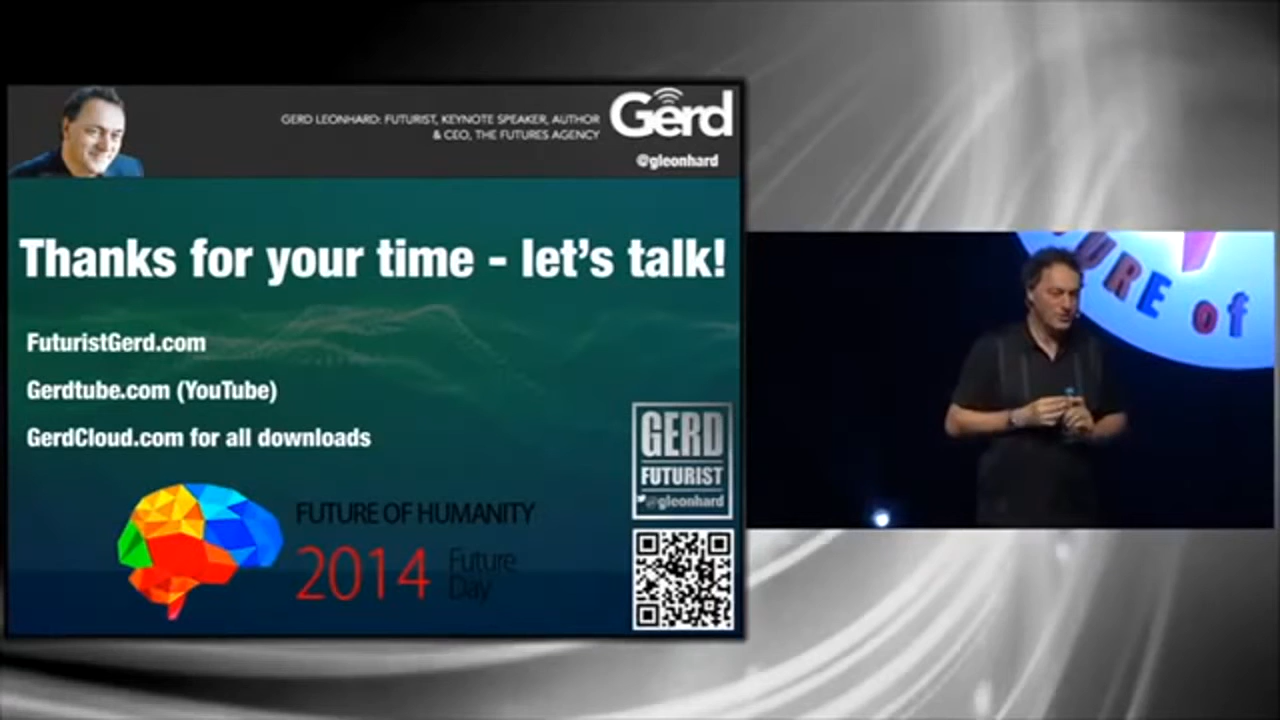 GERD LEONHARD: FUTURIST, KEYNOTE SPEAKER, AUTHOR
& CEO, THE FUTURES AGENCY
Gerd
@gleonhard
Thanks for your time - let's talk!
FuturistGerd.com
Gerdtube.com (YouTube)
GerdCloud.com for all downloads
GERD
FUTURIST
@gleonhard
FUTURE OF HUMANITY
2014 Future
Day
URE of